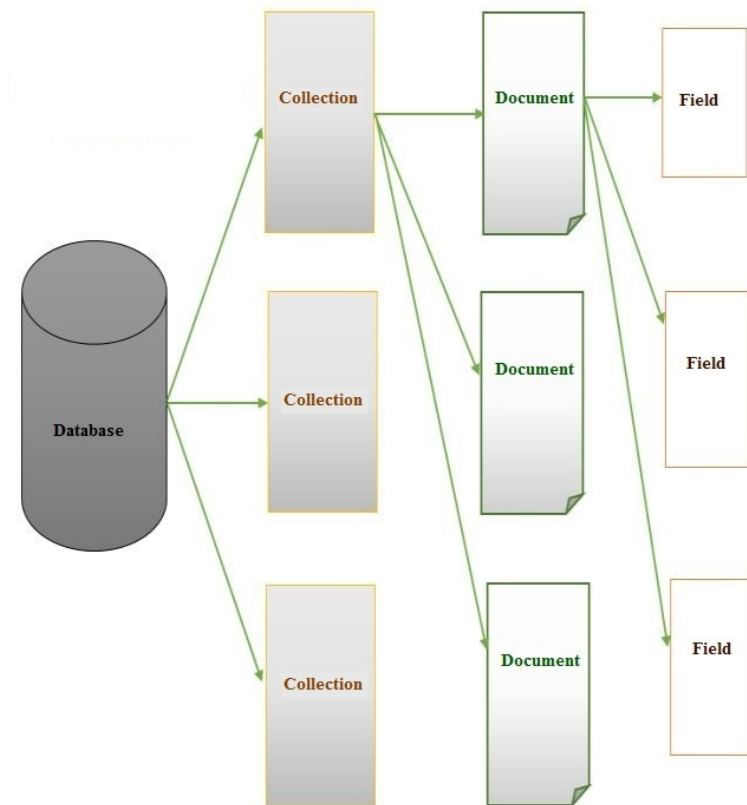 Collection
Document
Field
Database
Collection
Document
Field
Collection
Document
Field